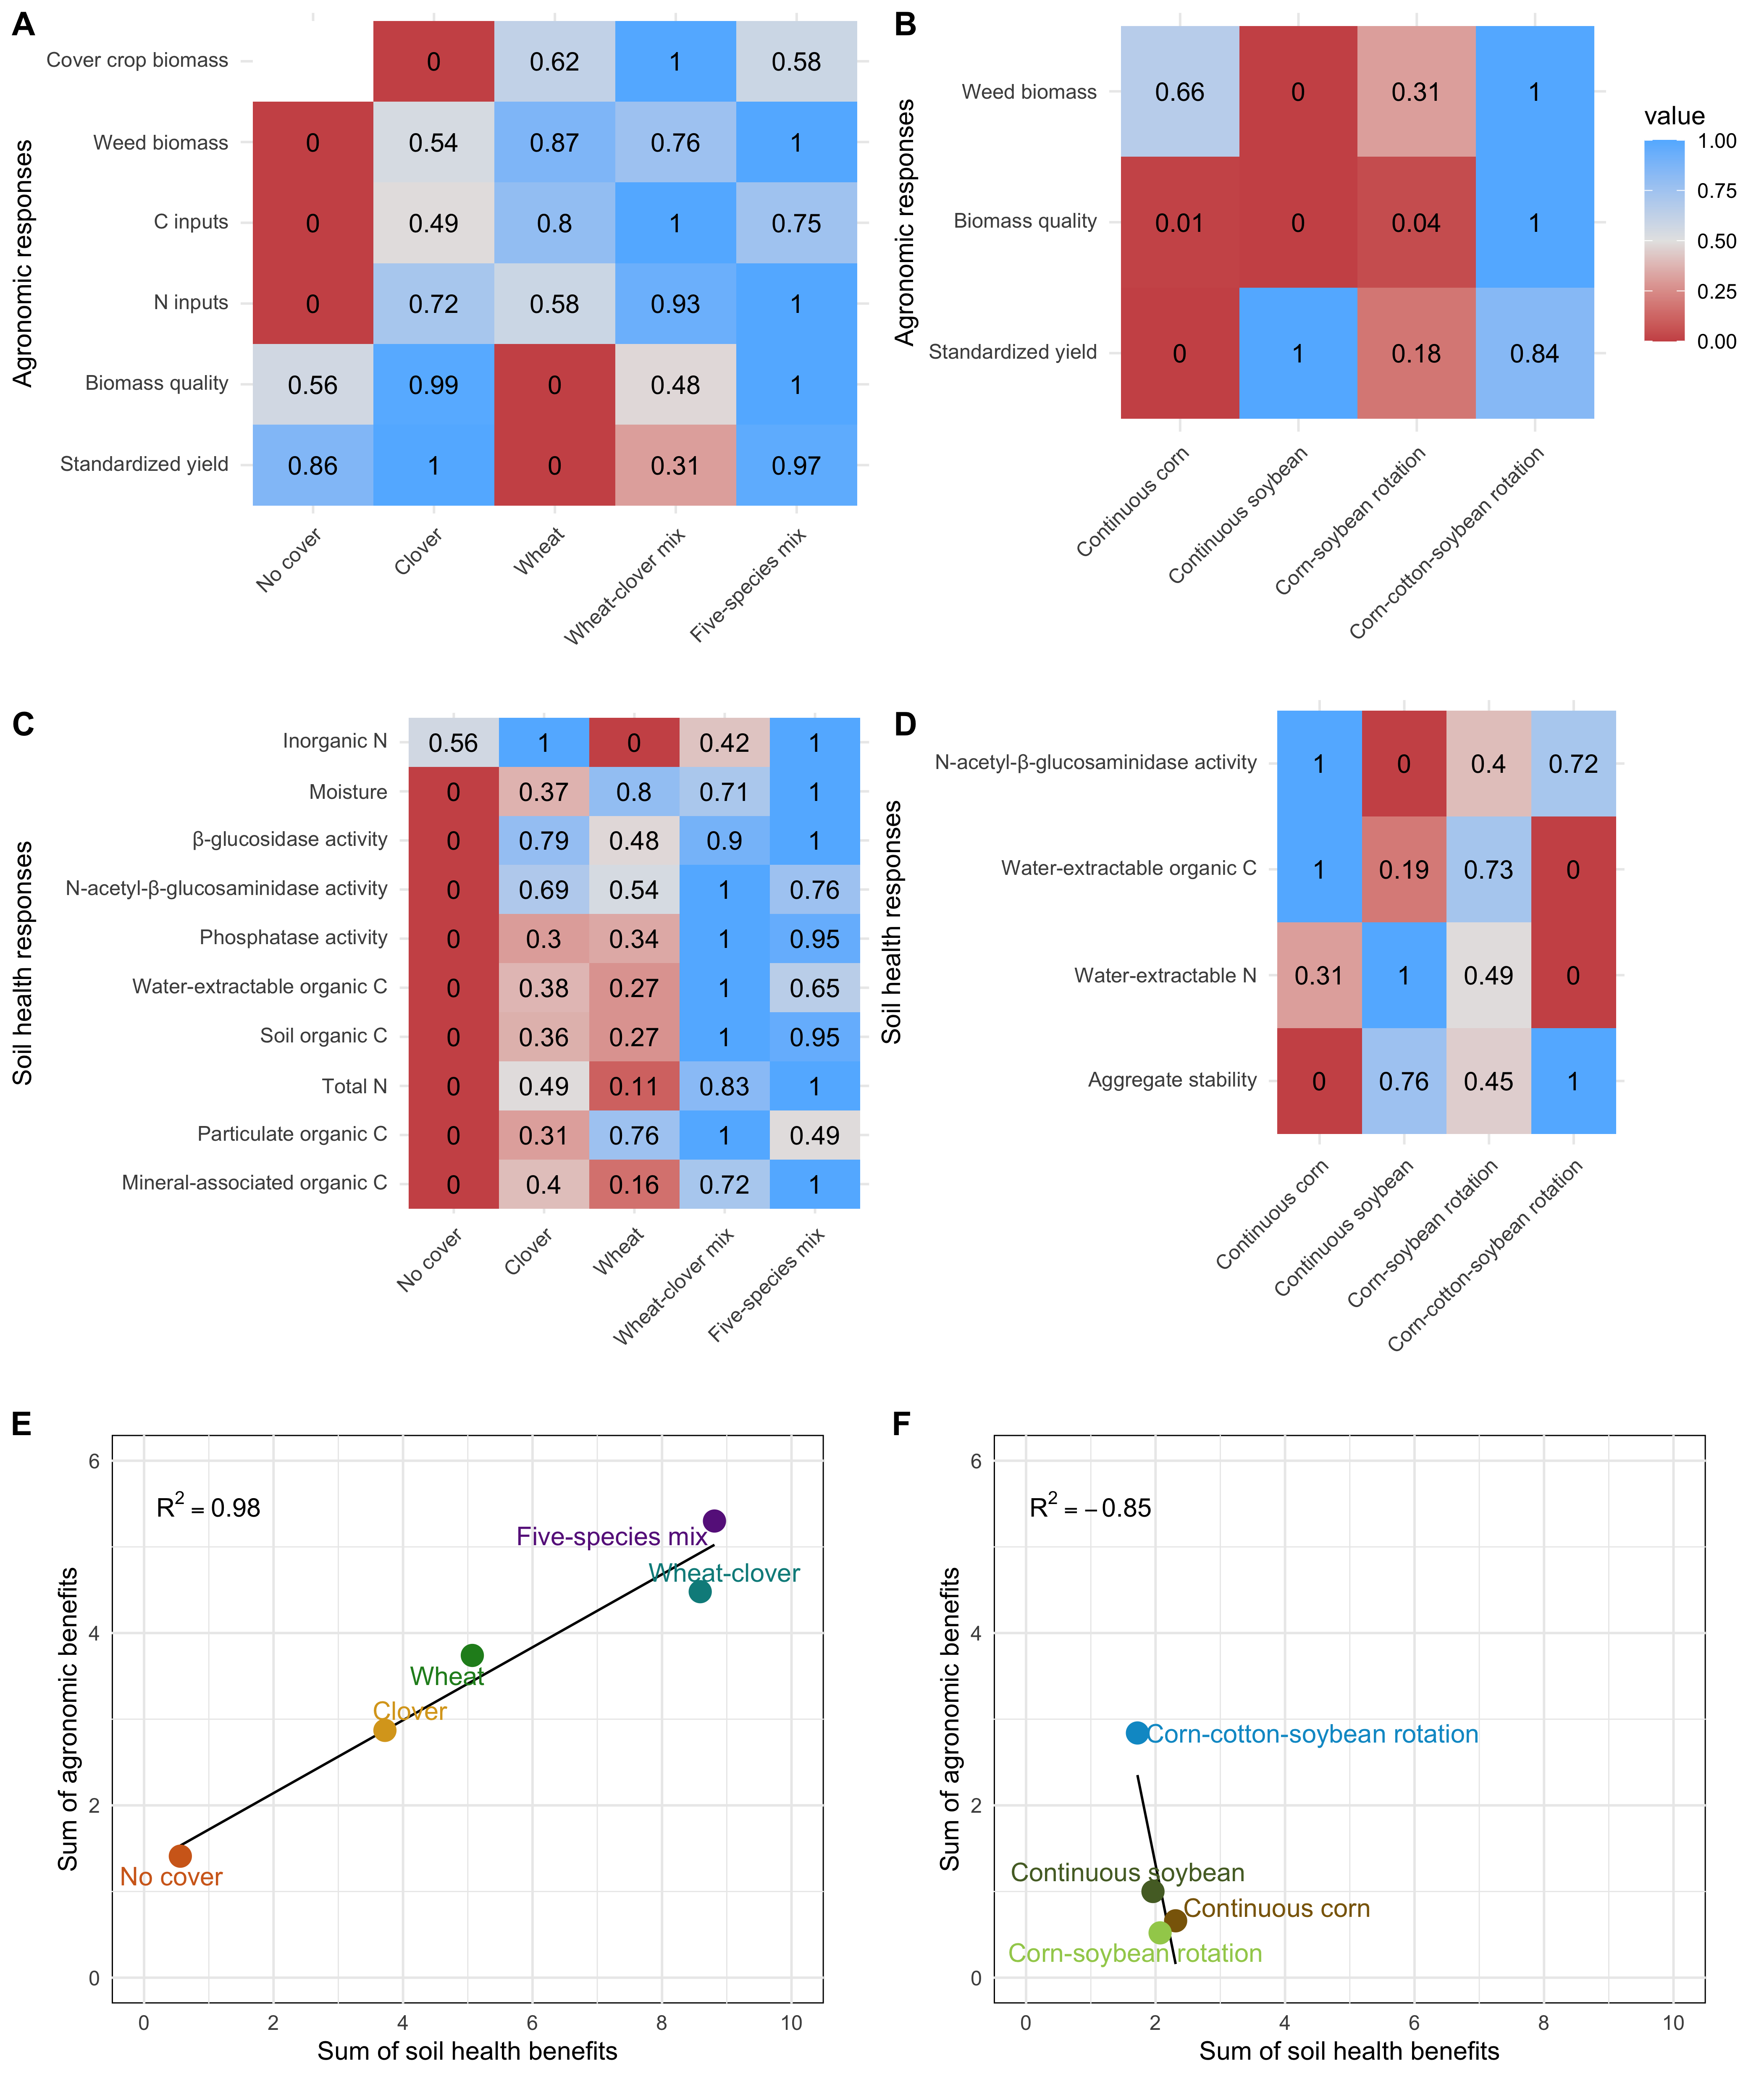 A
Agronomic responses
Cover crop biomass 0 0.62 1 0.58
Weed biomass 0 0.54 0.87 0.76 1
C inputs 0 0.49 0.8 1 0.75
N inputs 0 0.72 0.58 0.93 1
Biomass quality 0.56 0.99 0 0.48 1
Standardized yield 0.86 1 0 0.31 0.97
No cover Clover Wheat Wheat-clover mix Five-species mix
B
Agronomic responses
Weed biomass 0.66 0 0.31 1
Biomass quality 0.01 0 0.04 1
Standardized yield 0 1 0.18 0.84
Continuous corn Continuous soybean Corn-soybean rotation Corn-cotton-soybean rotation
value
1.00
0.75
0.50
0.25
0.00
C
Soil health responses
Inorganic N 0.56 1 0 0.42 1
Moisture 0 0.37 0.8 0.71 1
β-glucosidase activity 0 0.79 0.48 0.9 1
N-acetyl-β-glucosaminidase activity 0 0.69 0.54 1 0.76
Phosphatase activity 0 0.3 0.34 1 0.95
Water-extractable organic C 0 0.38 0.27 1 0.65
Soil organic C 0 0.36 0.27 1 0.95
Total N 0 0.49 0.11 0.83 1
Particulate organic C 0 0.31 0.76 1 0.49
Mineral-associated organic C 0 0.4 0.16 0.72 1
No cover Clover Wheat Wheat-clover mix Five-species mix
D
Soil health responses
N-acetyl-β-glucosaminidase activity 1 0 0.4 0.72
Water-extractable organic C 1 0.19 0.73 0
Water-extractable N 0.31 1 0.49 0
Aggregate stability 0 0.76 0.45 1
Continuous corn Continuous soybean Corn-soybean rotation Corn-cotton-soybean rotation
E
Sum of agronomic benefits
6
4
2
0
R² = 0.98
Five-species mix
Wheat-clover
Wheat
Clover
No cover
0 2 4 6 8 10
Sum of soil health benefits
F
Sum of agronomic benefits
6
4
2
0
R² = −0.85
Corn-cotton-soybean rotation
Continuous soybean
Continuous corn
Corn-soybean rotation
0 2 4 6 8 10
Sum of soil health benefits